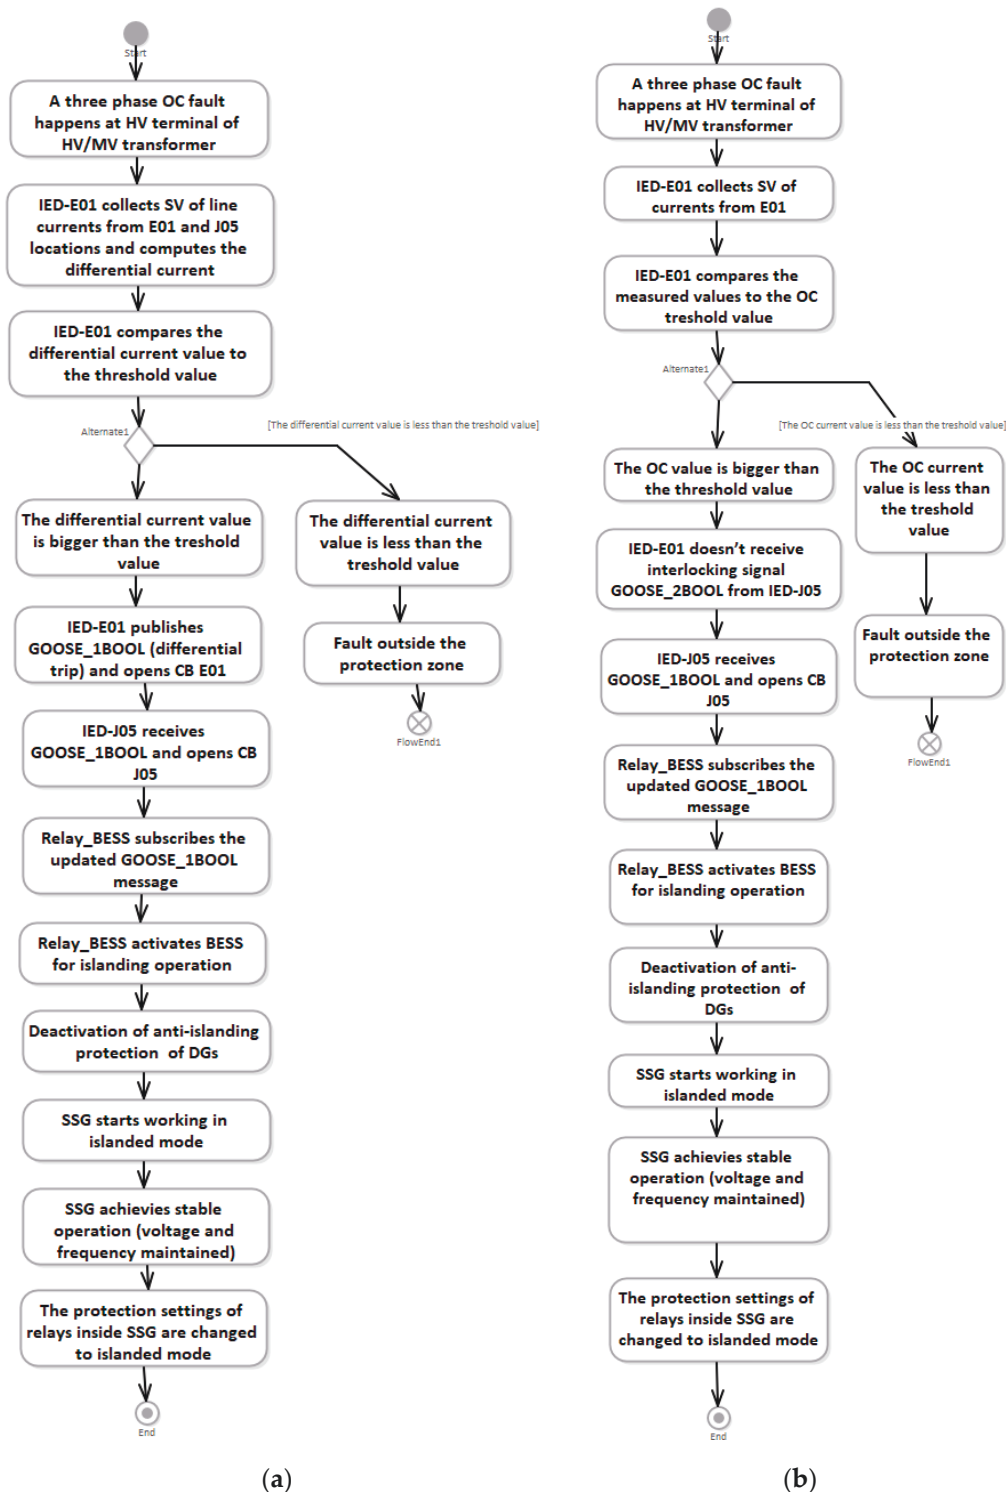 Start
A three phase OC fault
happens at HV terminal of
HV/MV transformer
IED-E01 collects SV of line
currents from E01 and J05
locations and computes the
differential current
IED-E01 compares the
differential current value to
the threshold value
Alternate1
[The differential current value is less than the treshold value]
The differential current value
is bigger than the treshold
value
The differential current
value is less than the
treshold value
IED-E01 publishes
GOOSE_1BOOL (differential
trip) and opens CB E01
Fault outside the
protection zone
FlowEnd1
IED-J05 receives
GOOSE_1BOOL and opens CB
J05
Relay_BESS subscribes the
updated GOOSE_1BOOL
message
Relay_BESS activates BESS
for islanding operation
Deactivation of anti-islanding
protection of DGs
SSG starts working in
islanded mode
SSG achievies stable
operation (voltage and
frequency maintained)
The protection settings of
relays inside SSG are changed
to islanded mode
End
(a)
Start
A three phase OC fault
happens at HV terminal of
HV/MV transformer
IED-E01 collects SV of
currents from E01
IED-E01 compares the
measured values to the OC
treshold value
Alternate1
[The OC current value is less than the treshold value]
The OC value is bigger than
the threshold value
The OC current
value is less than
the treshold
value
IED-E01 doesn't receive
interlocking signal
GOOSE_2BOOL from IED-J05
Fault outside the
protection zone
FlowEnd1
IED-J05 receives
GOOSE_1BOOL and opens CB
J05
Relay_BESS subscribes the
updated GOOSE_1BOOL
message
Relay_BESS activates BESS
for islanding operation
Deactivation of anti-
islanding protection of
DGs
SSG starts working in
islanded mode
SSG achievies stable
operation (voltage and
frequency maintained)
The protection settings of
relays inside SSG are
changed to islanded mode
End
(b)